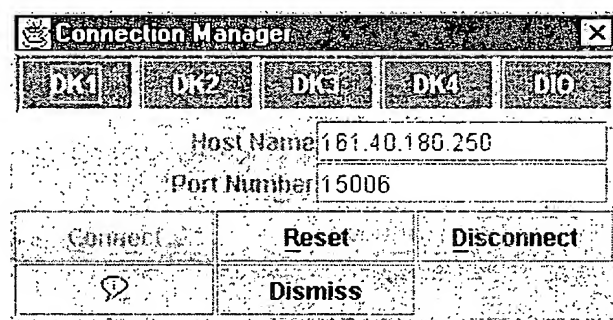 Connection Manager
DK1 DK2 DK3 DK4 DIO
Host Name 161.40.180.250
Port Number 15006
Connect Reset Disconnect
Dismiss